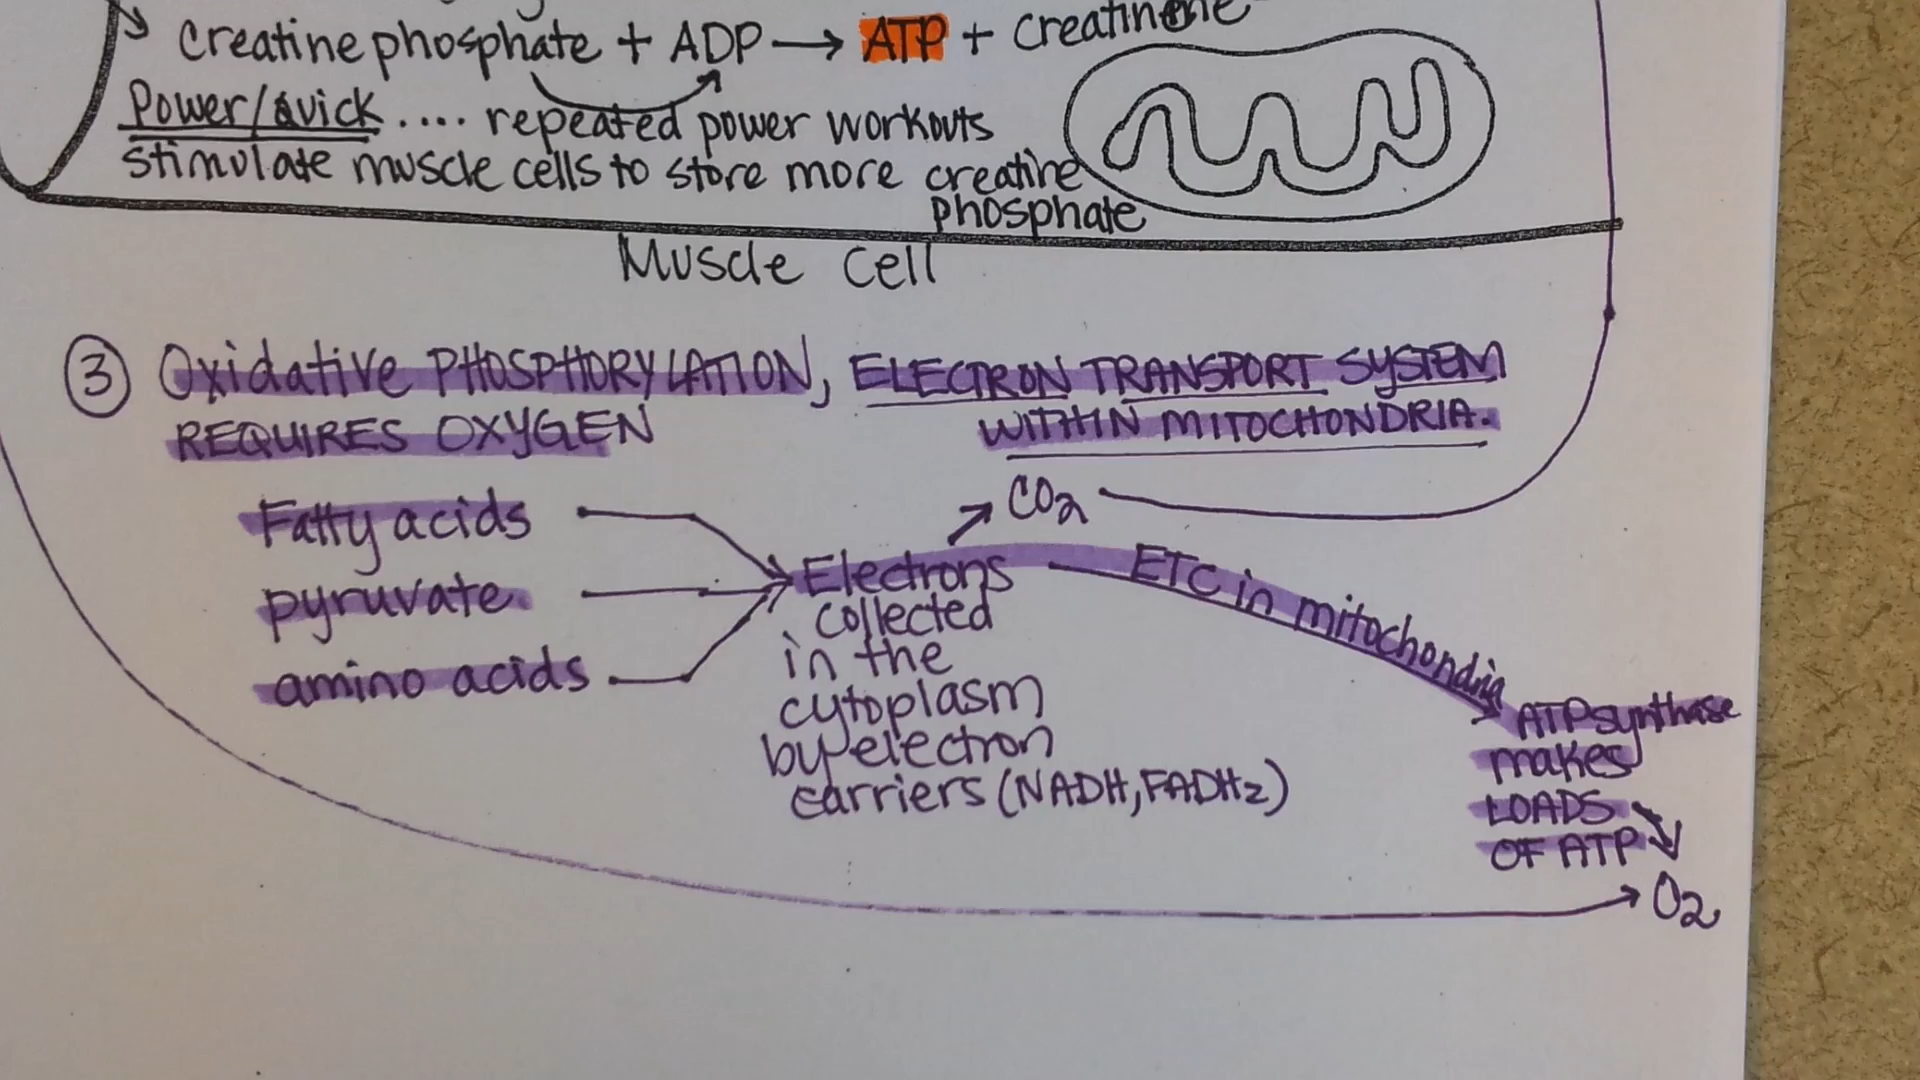 creatine phosphate + ADP → ATP + creatine
Power/Quick .... repeated power workouts
stimulate muscle cells to store more creatine
phosphate
Muscle cell
③ Oxidative PHOSPHORYLATION, ELECTRON TRANSPORT SYSTEM
REQUIRES OXYGEN WITHIN MITOCHONDRIA.
CO2
Fatty acids
pyruvate
amino acids
Electrons
collected
in the
cytoplasm
by electron
carriers (NADH, FADH2)
ETC in mitochondria
ATP synthase
makes
LOADS
OF ATP
O2